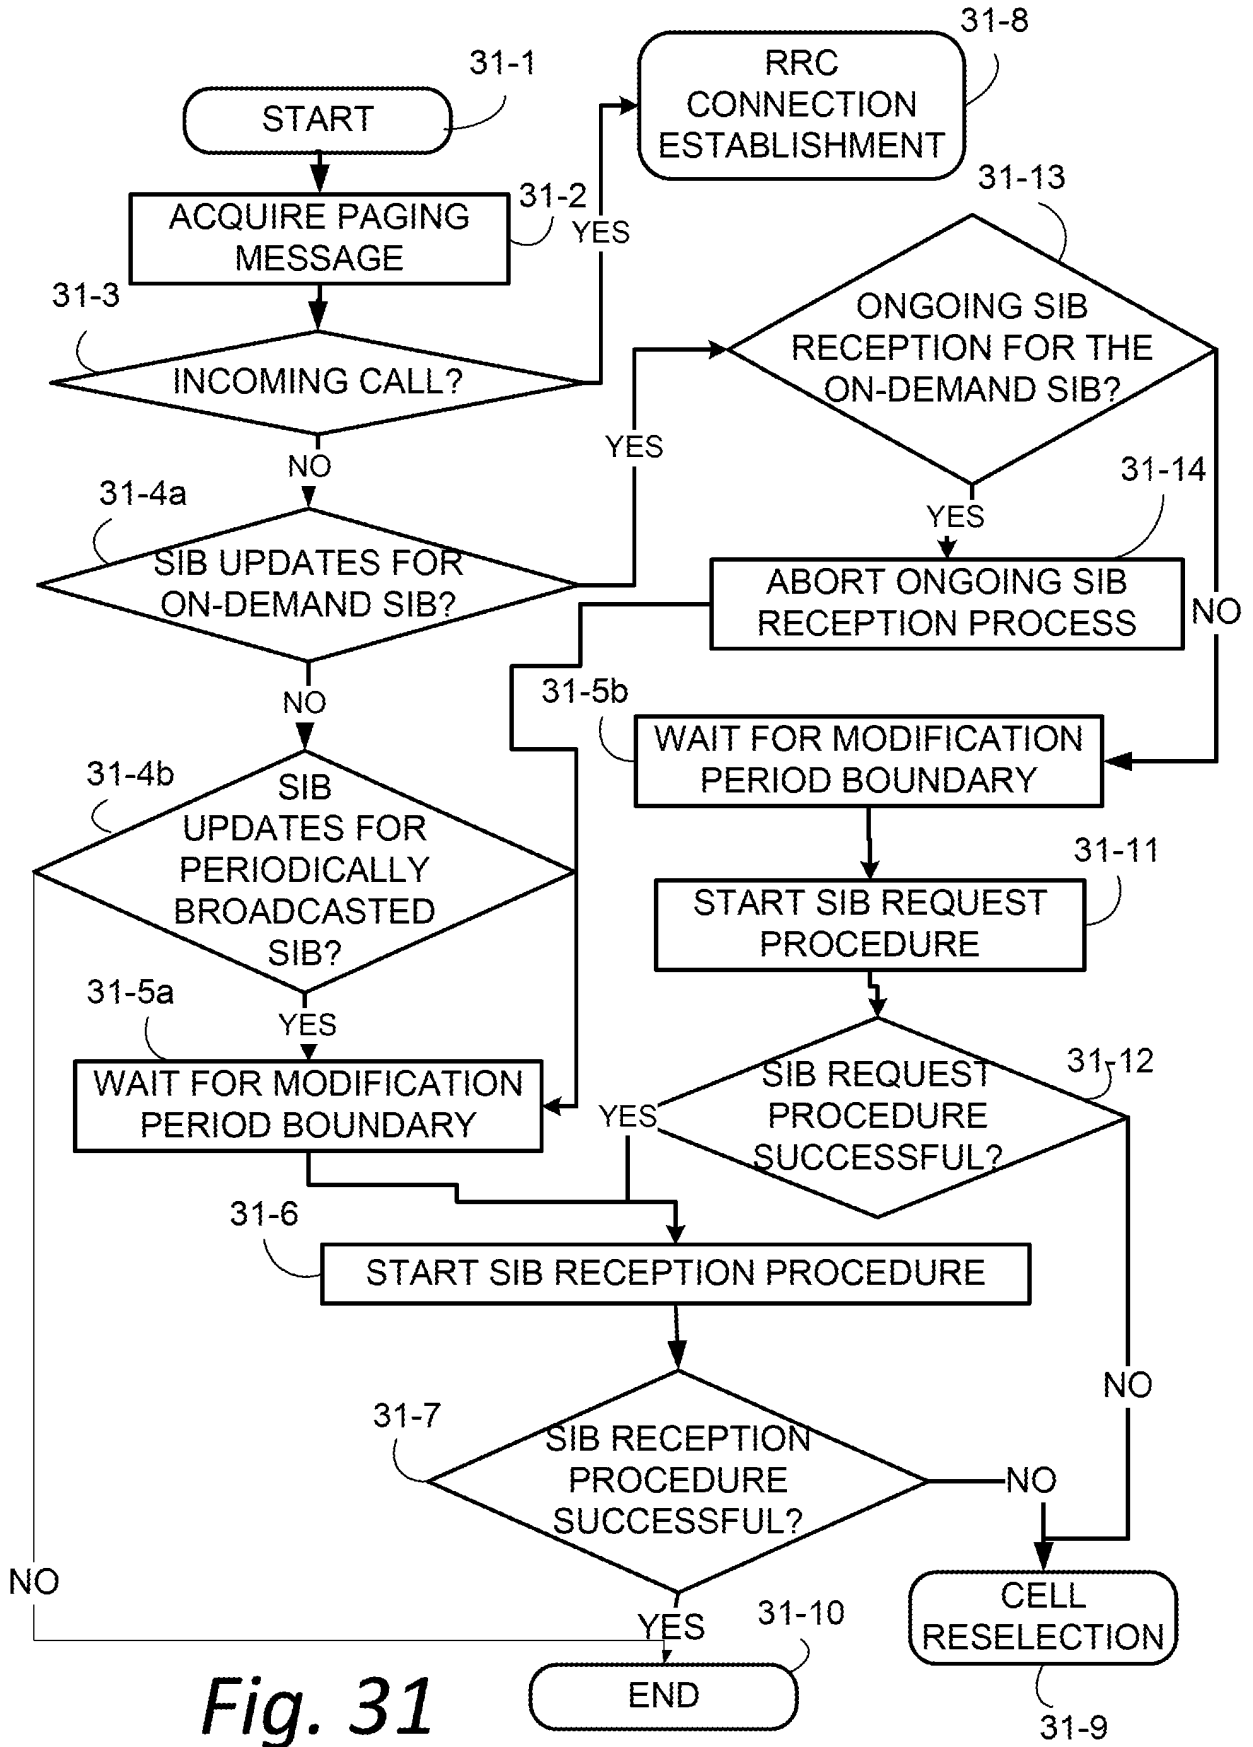 31-1
START
31-8
RRC
CONNECTION
ESTABLISHMENT
31-2
ACQUIRE PAGING
MESSAGE
YES
31-13
31-3
INCOMING CALL?
ONGOING SIB
RECEPTION FOR THE
ON-DEMAND SIB?
NO
YES
31-4a
SIB UPDATES FOR
ON-DEMAND SIB?
YES
31-14
ABORT ONGOING SIB
RECEPTION PROCESS
NO
NO
31-5b
WAIT FOR MODIFICATION
PERIOD BOUNDARY
31-4b
SIB
UPDATES FOR
PERIODICALLY
BROADCASTED
SIB?
31-11
START SIB REQUEST
PROCEDURE
31-5a
YES
WAIT FOR MODIFICATION
PERIOD BOUNDARY
31-12
SIB REQUEST
PROCEDURE
SUCCESSFUL?
YES
31-6
START SIB RECEPTION PROCEDURE
NO
31-7
SIB RECEPTION
PROCEDURE
SUCCESSFUL?
NO
NO
YES
31-10
END
CELL
RESELECTION
31-9
Fig. 31